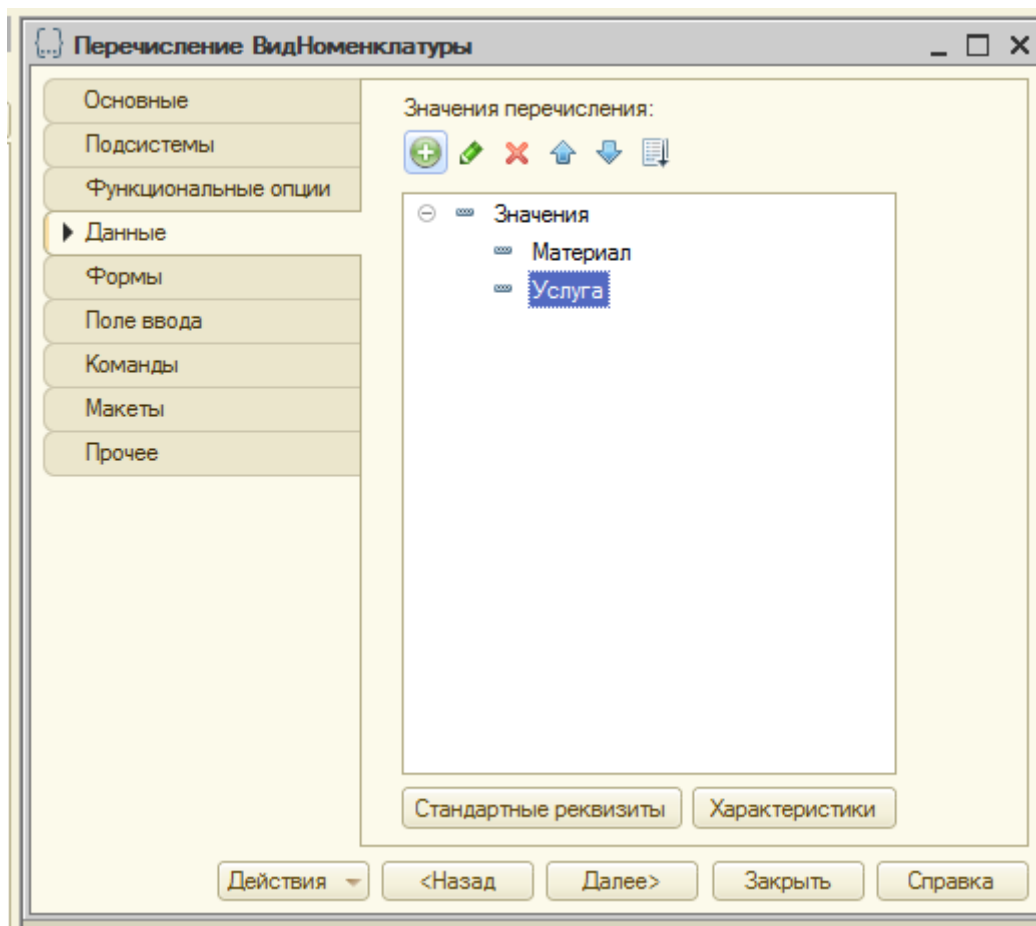 Перечисление ВидНоменклатуры
Основные
Подсистемы
Функциональные опции
Данные
Формы
Поле ввода
Команды
Макеты
Прочее
Значения перечисления:
Значения
Материал
Услуга
Стандартные реквизиты Характеристики
Действия <Назад Далее> Закрыть Справка